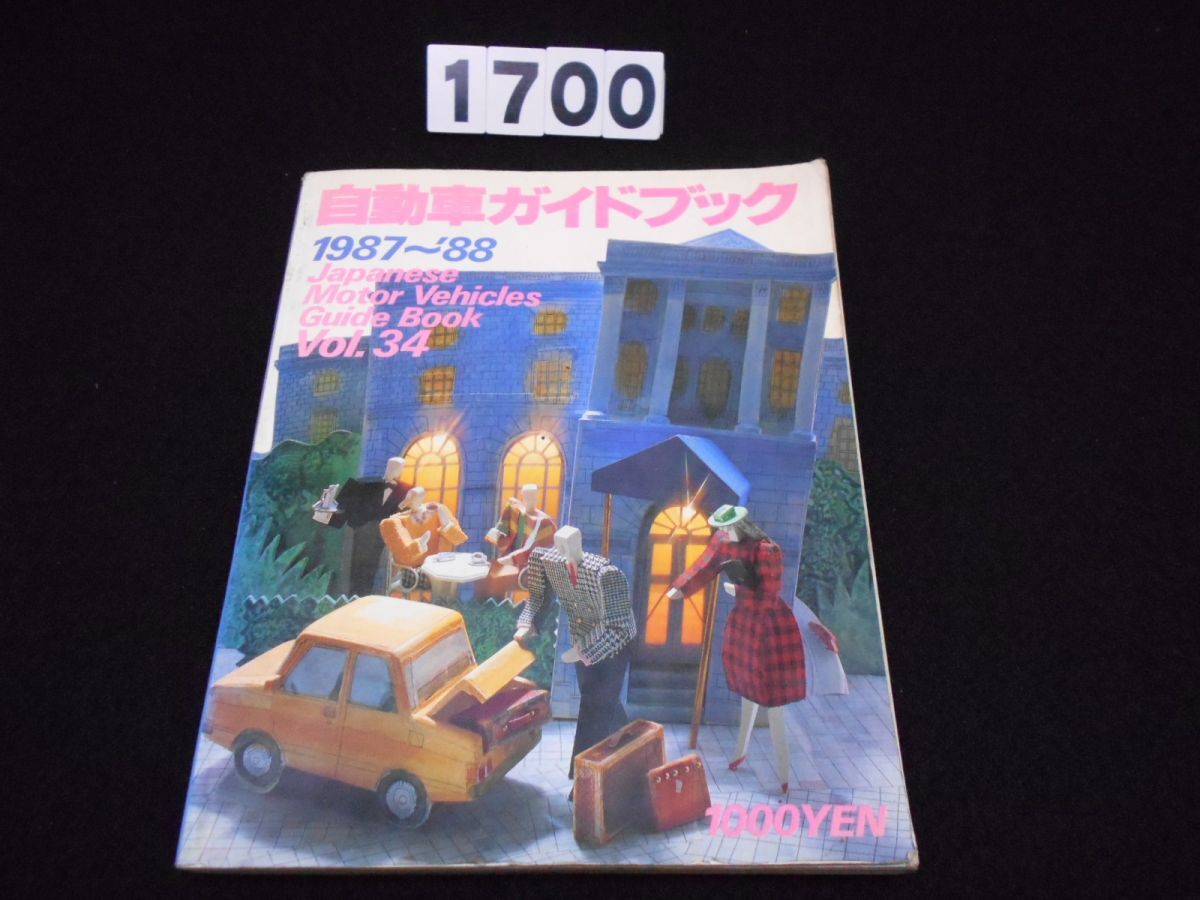 1700
自動車ガイドブック
1987〜'88
Japanese
Motor Vehicles
Guide Book
Vol. 34
1000YEN